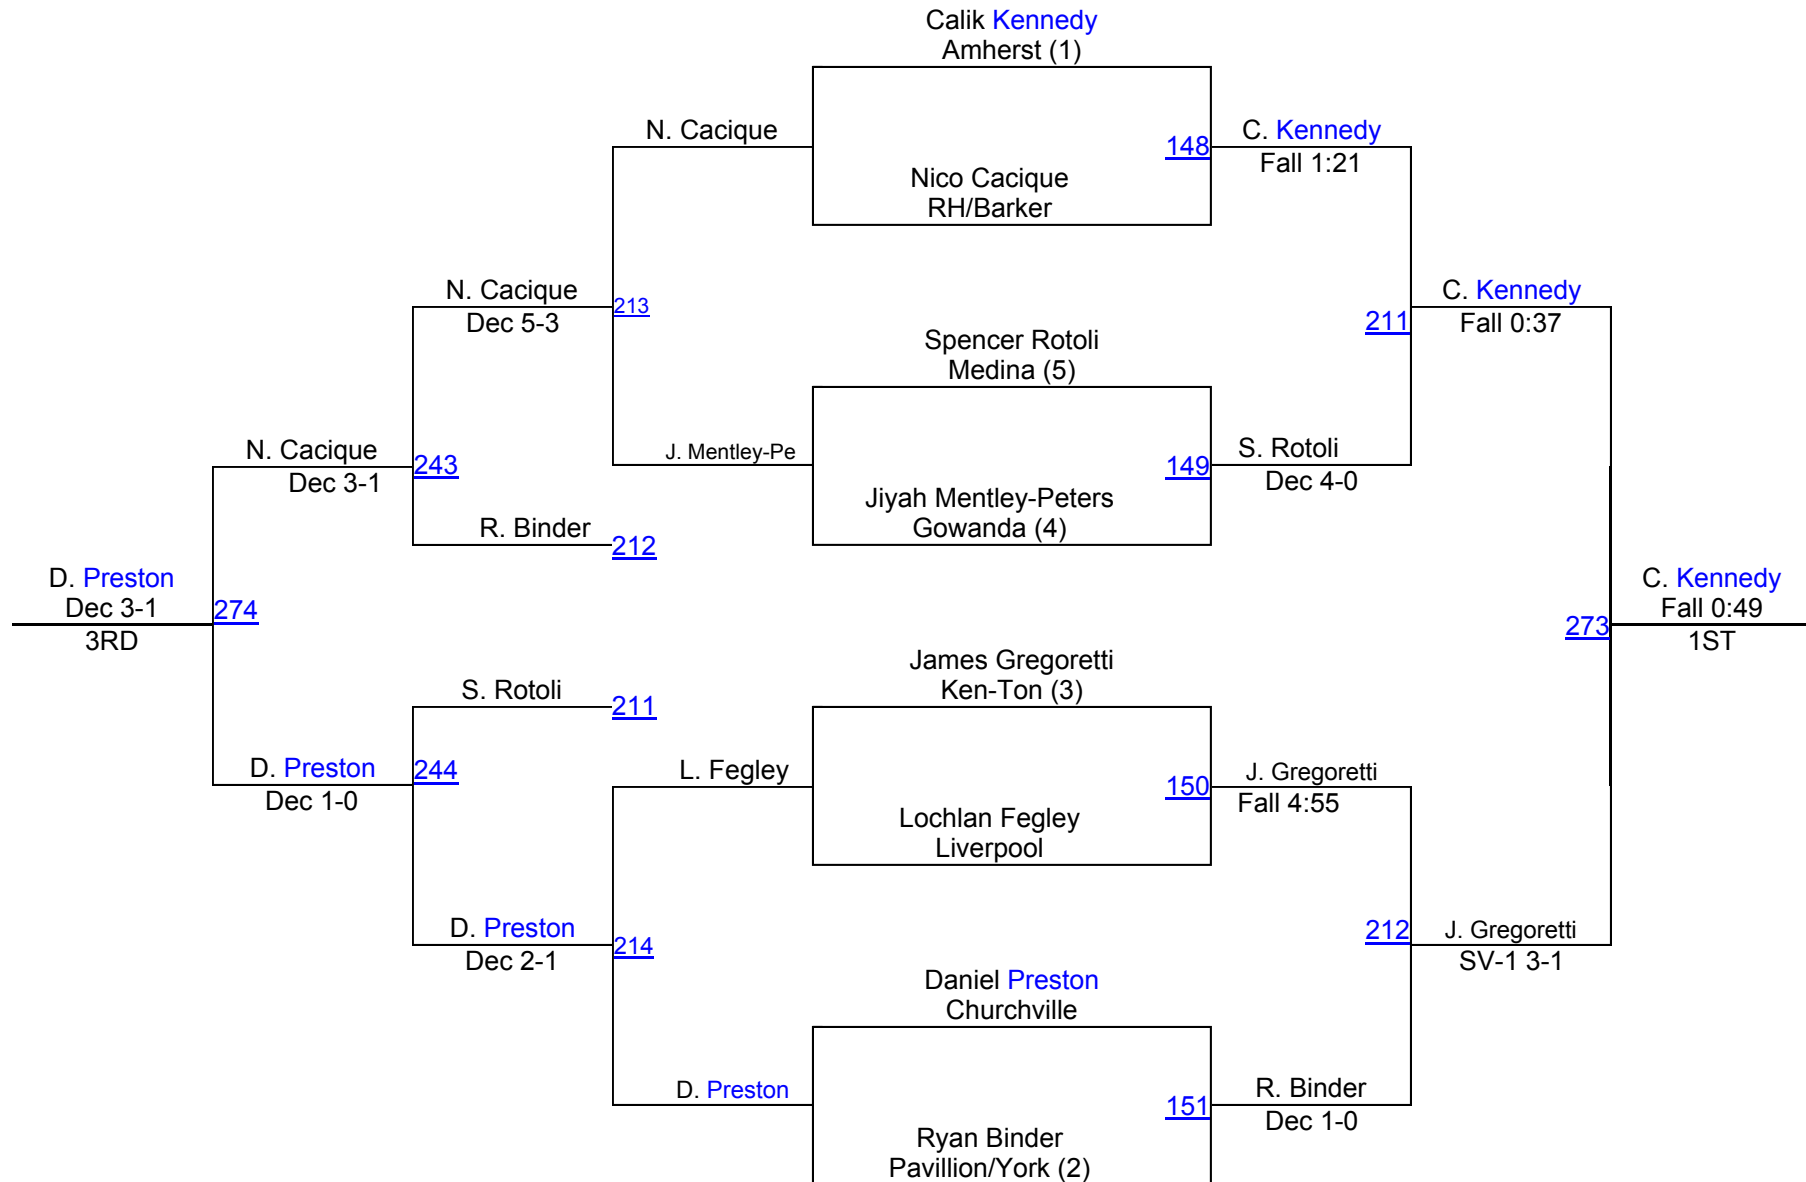 Calik Kennedy
Amherst (1)
N. Cacique
148
C. Kennedy
Fall 1:21
Nico Cacique
RH/Barker
N. Cacique
Dec 5-3
213
C. Kennedy
Fall 0:37
211
Spencer Rotoli
Medina (5)
N. Cacique
Dec 3-1
243
J. Mentley-Pe
149
S. Rotoli
Dec 4-0
Jiyah Mentley-Peters
Gowanda (4)
R. Binder
212
D. Preston
Dec 3-1
3RD
274
C. Kennedy
Fall 0:49
1ST
273
James Gregoretti
Ken-Ton (3)
S. Rotoli
211
D. Preston
Dec 1-0
244
L. Fegley
150
J. Gregoretti
Fall 4:55
Lochlan Fegley
Liverpool
D. Preston
Dec 2-1
214
212
J. Gregoretti
SV-1 3-1
Daniel Preston
Churchville
D. Preston
151
R. Binder
Dec 1-0
Ryan Binder
Pavillion/York (2)